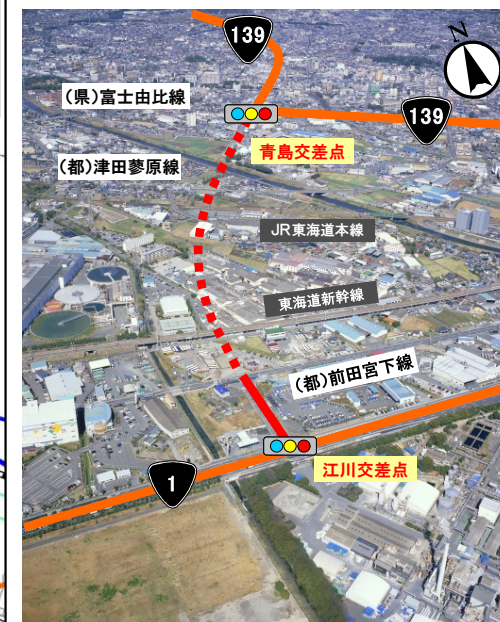 139
N
(県)富士由比線
139
青島交差点
(都)津田蓼原線
JR東海道本線
東海道新幹線
(都)前田宮下線
江川交差点
1